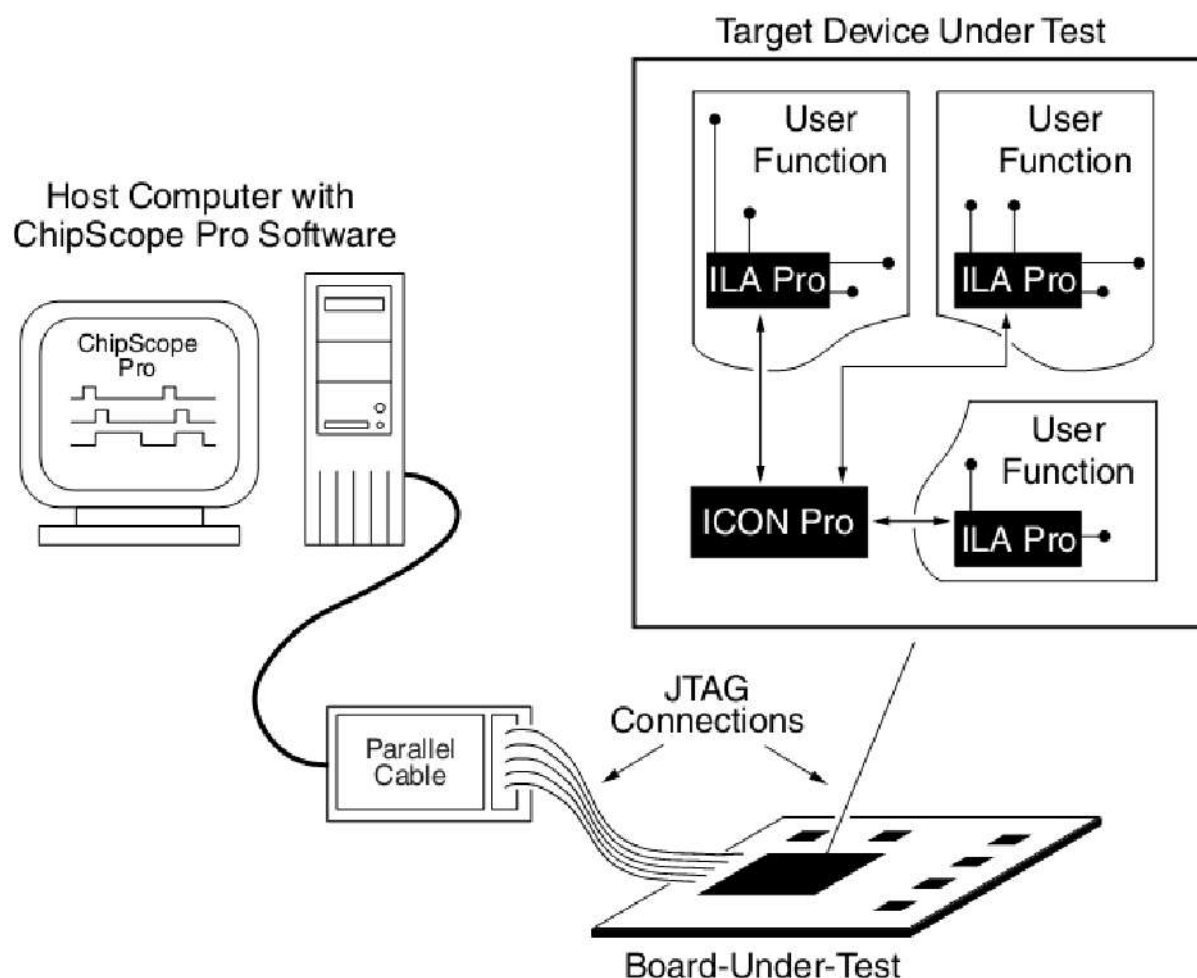 Target Device Under Test
User
Function
ILA Pro
User
Function
ILA Pro
Host Computer with
ChipScope Pro Software
ChipScope
Pro
User
Function
ILA Pro
ICON Pro
JTAG
Connections
Parallel
Cable
Board-Under-Test